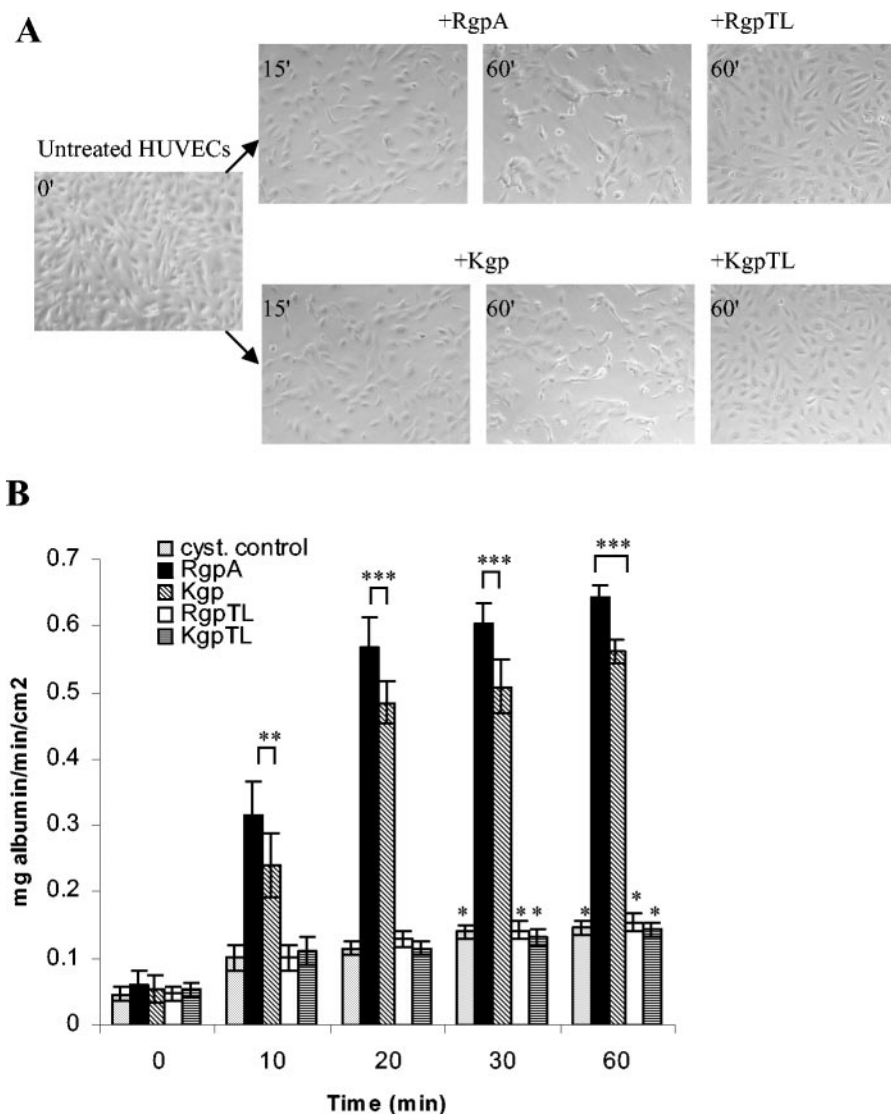 A
+RgpA
+RgpTL
15'
60'
60'
Untreated HUVECs
0'
+Kgp
+KgpTL
15'
60'
60'
B
cyst. control
RgpA
Kgp
RgpTL
KgpTL
mg albumin/min/cm2
0.7
0.6
0.5
0.4
0.3
0.2
0.1
0
** *** *** ***
* * * * * *
0 10 20 30 60
Time (min)